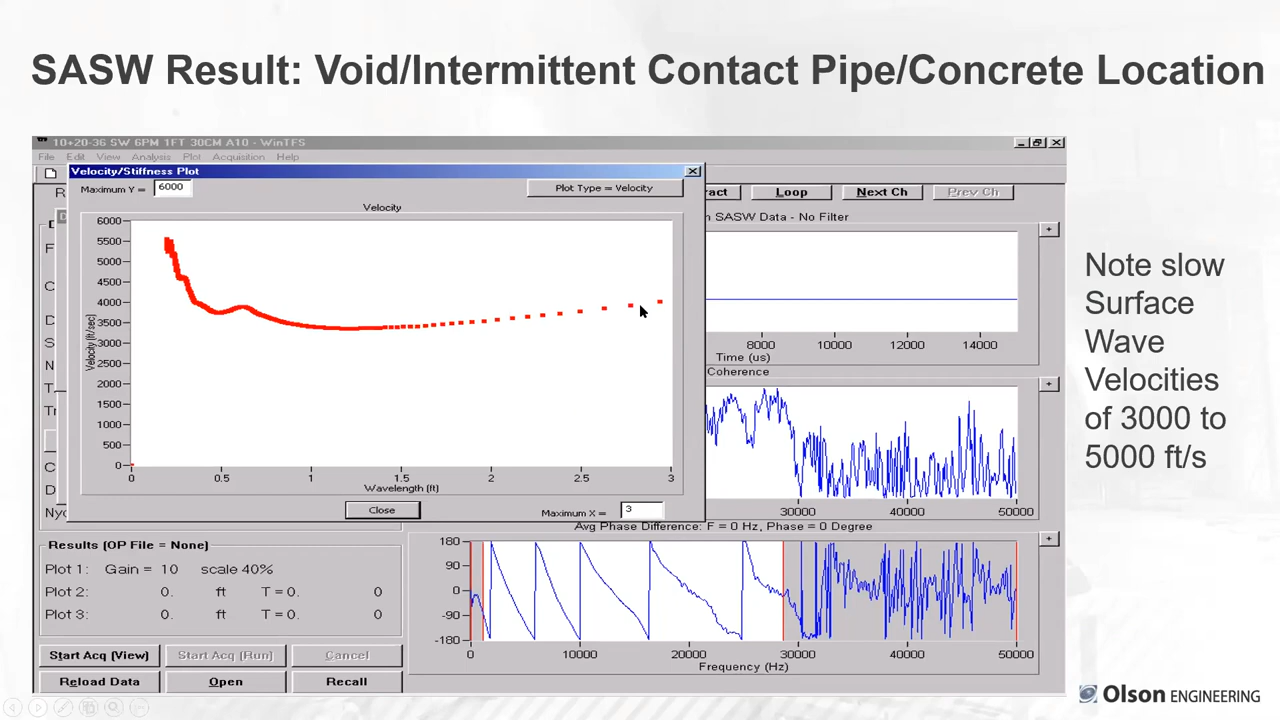 SASW Result: Void/Intermittent Contact Pipe/Concrete Location
10+20-36 SW 6PM 1FT 30CM A10 - WinTFS
File Edit View Analysis Plot Acquisition Help
Velocity/Stiffness Plot
Maximum Y = 6000
Plot Type = Velocity
Loop
Next Ch
Prev Ch
Velocity
SASW Data - No Filter
6000
5500
5000
4500
4000
3500
3000
2500
2000
1500
1000
500
0
Velocity (ft/sec)
0 0.5 1 1.5 2 2.5 3
Wavelength (ft)
Close
Maximum X = 3
8000 10000 12000 14000
Time (us)
Coherence
30000 40000 50000
Avg Phase Difference: F = 0 Hz, Phase = 0 Degree
180
90
0
-90
-180
0 10000 20000 30000 40000 50000
Frequency (Hz)
Results (OP File = None)
Plot 1: Gain = 10 scale 40%
Plot 2: 0. ft T = 0. 0
Plot 3: 0. ft T = 0. 0
Start Acq (View) Start Acq (Run) Cancel
Reload Data Open Recall
Note slow
Surface
Wave
Velocities
of 3000 to
5000 ft/s
Olson ENGINEERING